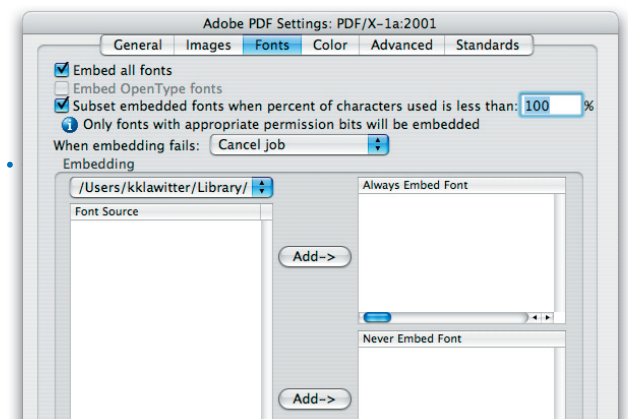 Adobe PDF Settings: PDF/X-1a:2001
General Images Fonts Color Advanced Standards
Embed all fonts
Embed OpenType fonts
Subset embedded fonts when percent of characters used is less than: 100 %
Only fonts with appropriate permission bits will be embedded
When embedding fails: Cancel job
Embedding
/Users/kklawitter/Library/
Always Embed Font
Font Source
Add->
Never Embed Font
Add->